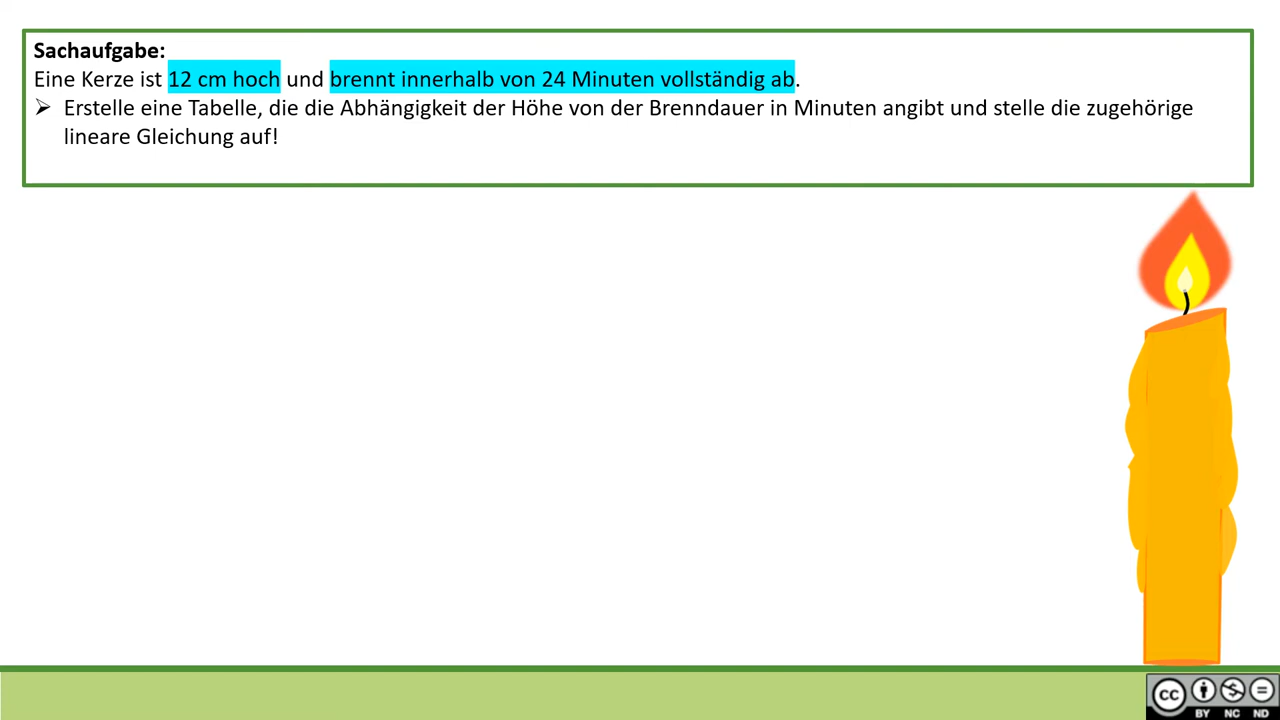 Sachaufgabe:
Eine Kerze ist 12 cm hoch und brennt innerhalb von 24 Minuten vollständig ab.
➢ Erstelle eine Tabelle, die die Abhängigkeit der Höhe von der Brenndauer in Minuten angibt und stelle die zugehörige
lineare Gleichung auf!
CC BY NC ND